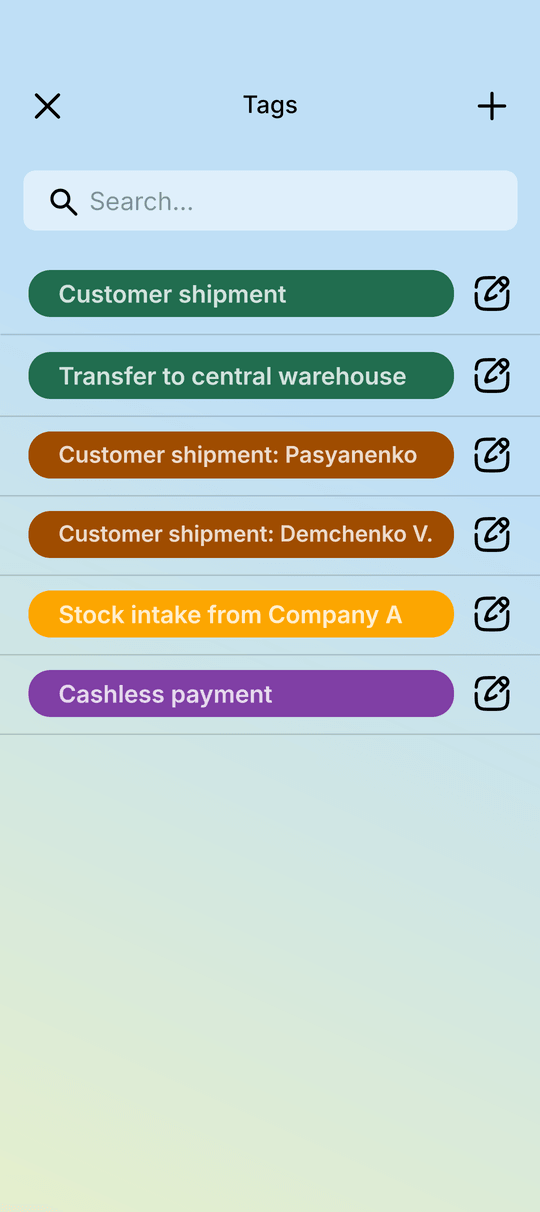 Tags
Search...
Customer shipment
Transfer to central warehouse
Customer shipment: Pasyanenko
Customer shipment: Demchenko V.
Stock intake from Company A
Cashless payment